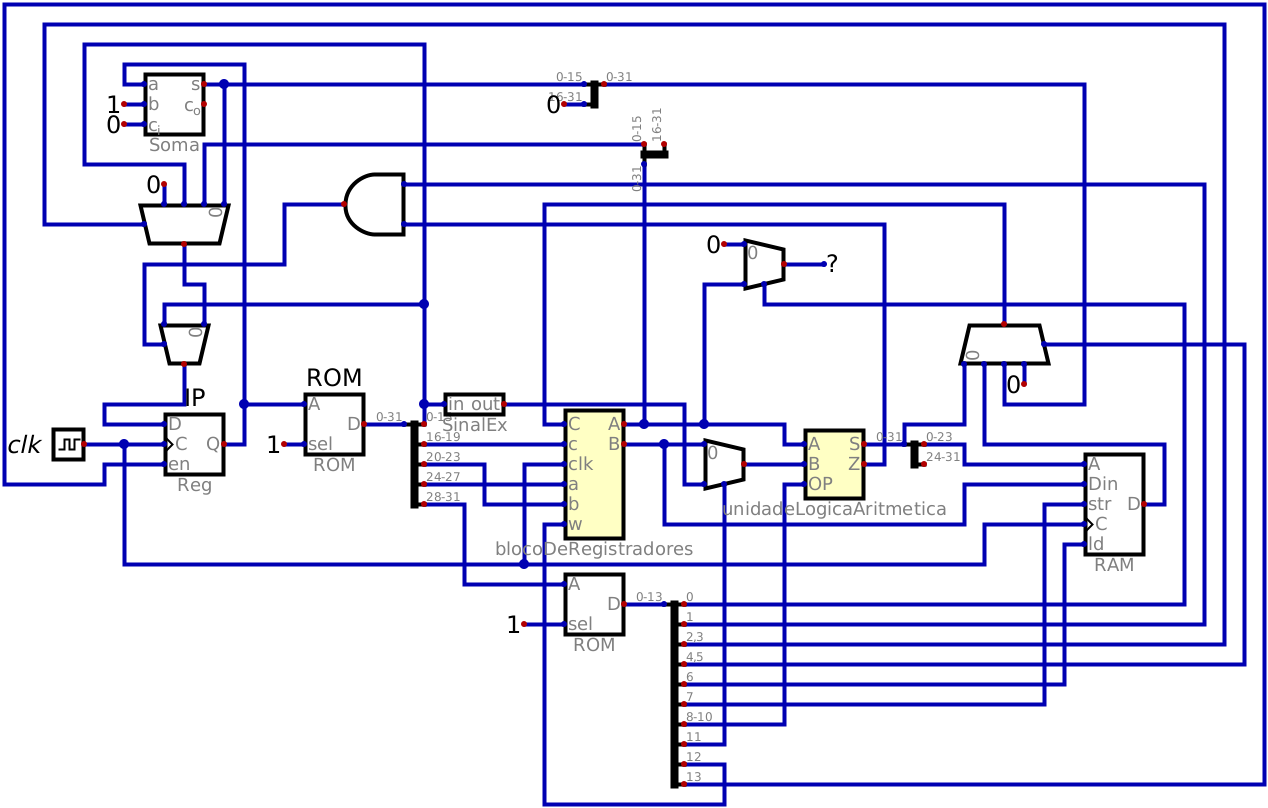 a s
1 b c
o
0 c
i
Soma
0-15 0-31
16-31
0
0-15
16-31
0-31
0
0
0
0
?
0
0
0
IP
D
C Q
en
Reg
clk
ROM
A
D
sel
ROM
1
0-31
0-1
16-19
20-23
24-27
28-31
in out
SinalEx
C A
c B
clk
a
b
w
blocoDeRegistradores
0
A S
B Z
OP
unidadeLogicaAritmetica
0-31
0-23
24-31
A
Din
str D
C
ld
RAM
A
D
sel
ROM
1
0-13
0
1
2,3
4,5
6
7
8-10
11
12
13